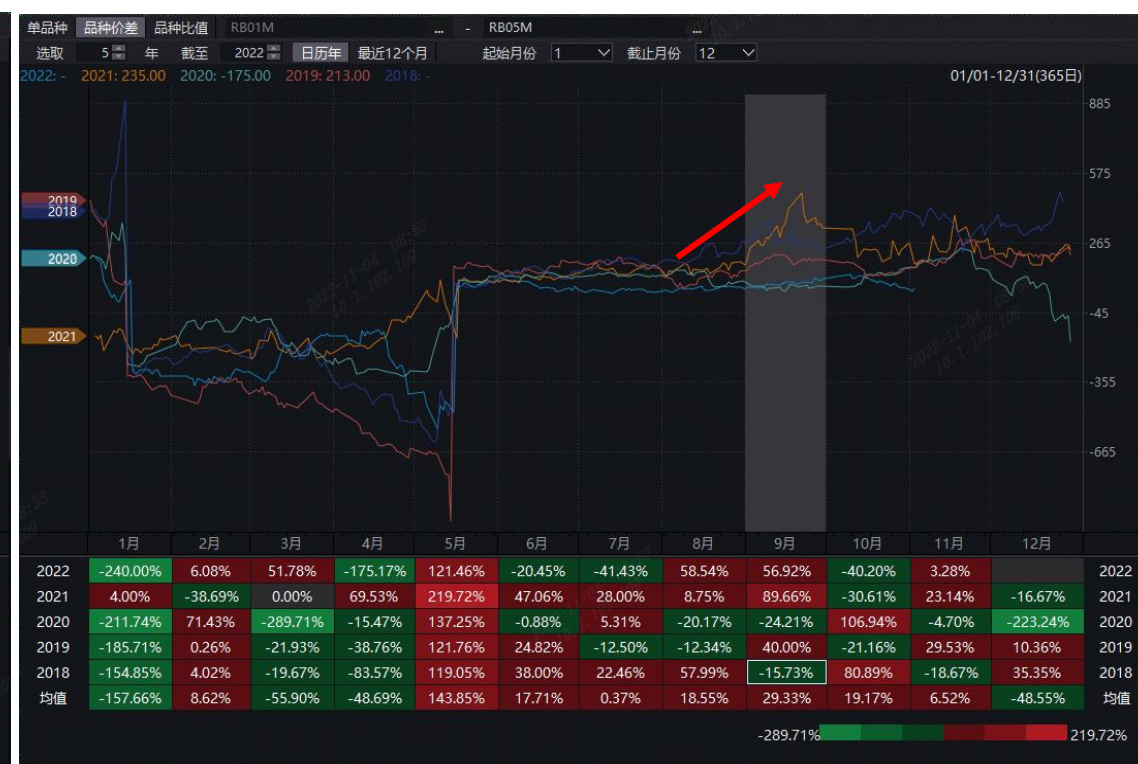 单品种 品种价差 品种比值 RB01M ... - RB05M ...
选取 5 年 截至 2022 日历年 最近12个月 起始月份 1 截止月份 12
2022: - 2021: 235.00 2020: -175.00 2019: 213.00 2018: - 01/01-12/31(365日)
885
575
2019
2018
265
2020
-45
2021
-355
-665
1月 2月 3月 4月 5月 6月 7月 8月 9月 10月 11月 12月
2022 -240.00% 6.08% 51.78% -175.17% 121.46% -20.45% -41.43% 58.54% 56.92% -40.20% 3.28% 2022
2021 4.00% -38.69% 0.00% 69.53% 219.72% 47.06% 28.00% 8.75% 89.66% -30.61% 23.14% -16.67% 2021
2020 -211.74% 71.43% -289.71% -15.47% 137.25% -0.88% 5.31% -20.17% -24.21% 106.94% -4.70% -223.24% 2020
2019 -185.71% 0.26% -21.93% -38.76% 121.76% 24.82% -12.50% -12.34% 40.00% -21.16% 29.53% 10.36% 2019
2018 -154.85% 4.02% -19.67% -83.57% 119.05% 38.00% 22.46% 57.99% -15.73% 80.89% -18.67% 35.35% 2018
均值 -157.66% 8.62% -55.90% -48.69% 143.85% 17.71% 0.37% 18.55% 29.33% 19.17% 6.52% -48.55% 均值
-289.71% 219.72%